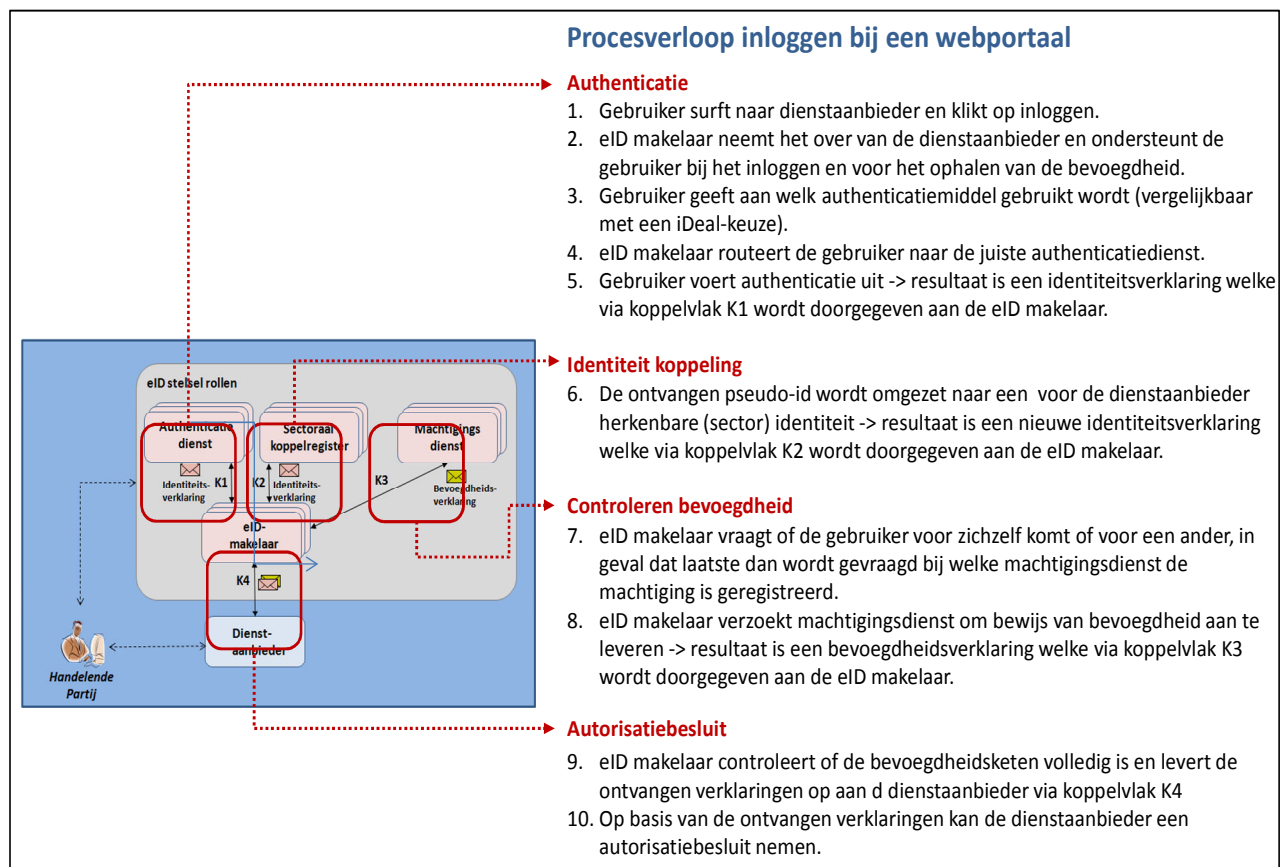 Procesverloop inloggen bij een webportaal
Authenticatie
1. Gebruiker surft naar dienstaanbieder en klikt op inloggen.
2. eID makelaar neemt het over van de dienstaanbieder en ondersteunt de
gebruiker bij het inloggen en voor het ophalen van de bevoegdheid.
3. Gebruiker geeft aan welk authenticatiemiddel gebruikt wordt (vergelijkbaar
met een iDeal-keuze).
4. eID makelaar routeert de gebruiker naar de juiste authenticatiedienst.
5. Gebruiker voert authenticatie uit -> resultaat is een identiteitsverklaring welke
via koppelvlak K1 wordt doorgegeven aan de eID makelaar.
Identiteit koppeling
6. De ontvangen pseudo-id wordt omgezet naar een voor de dienstaanbieder
herkenbare (sector) identiteit -> resultaat is een nieuwe identiteitsverklaring
welke via koppelvlak K2 wordt doorgegeven aan de eID makelaar.
Controleren bevoegdheid
7. eID makelaar vraagt of de gebruiker voor zichzelf komt of voor een ander, in
geval dat laatste dan wordt gevraagd bij welke machtigingsdienst de
machtiging is geregistreerd.
8. eID makelaar verzoekt machtigingsdienst om bewijs van bevoegdheid aan te
leveren -> resultaat is een bevoegdheidsverklaring welke via koppelvlak K3
wordt doorgegeven aan de eID makelaar.
Autorisatiebesluit
9. eID makelaar controleert of de bevoegdheidsketen volledig is en levert de
ontvangen verklaringen op aan d dienstaanbieder via koppelvlak K4
10. Op basis van de ontvangen verklaringen kan de dienstaanbieder een
autorisatiebesluit nemen.
eID stelsel rollen
Authenticatie
dienst
Sectoraal
koppelregister
Machtigings
dienst
Identiteits-
verklaring
K1
K2
Identiteits-
verklaring
K3
Bevoegdheids-
verklaring
eID-
makelaar
K4
Dienst-
aanbieder
Handelende
Partij